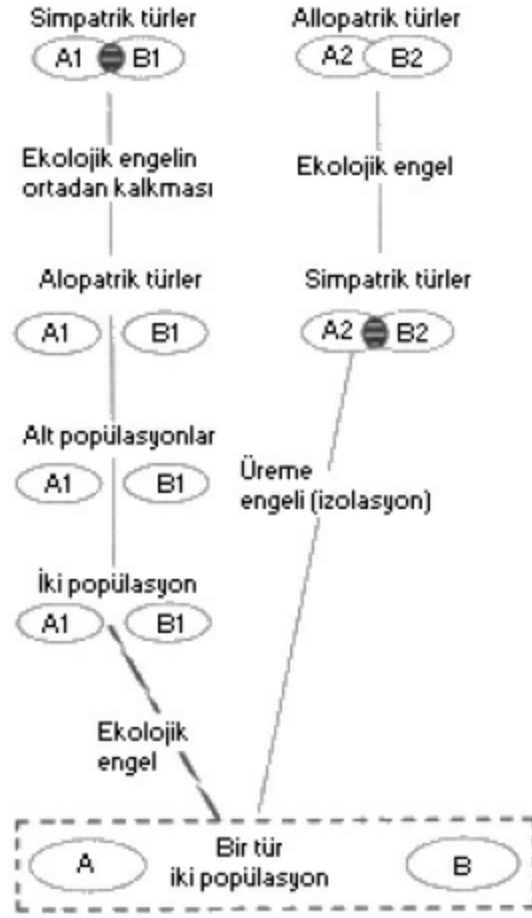 Simpatrik türler
A1 B1
Ekolojik engelin
ortadan kalkması
Alopatrik türler
A1 B1
Alt popülasyonlar
A1 B1
İki popülasyon
A1 B1
Ekolojik
engel
Allopatrik türler
A2 B2
Ekolojik engel
Simpatrik türler
A2 B2
Üreme
engeli (izolasyon)
A
Bir tür
iki popülasyon
B